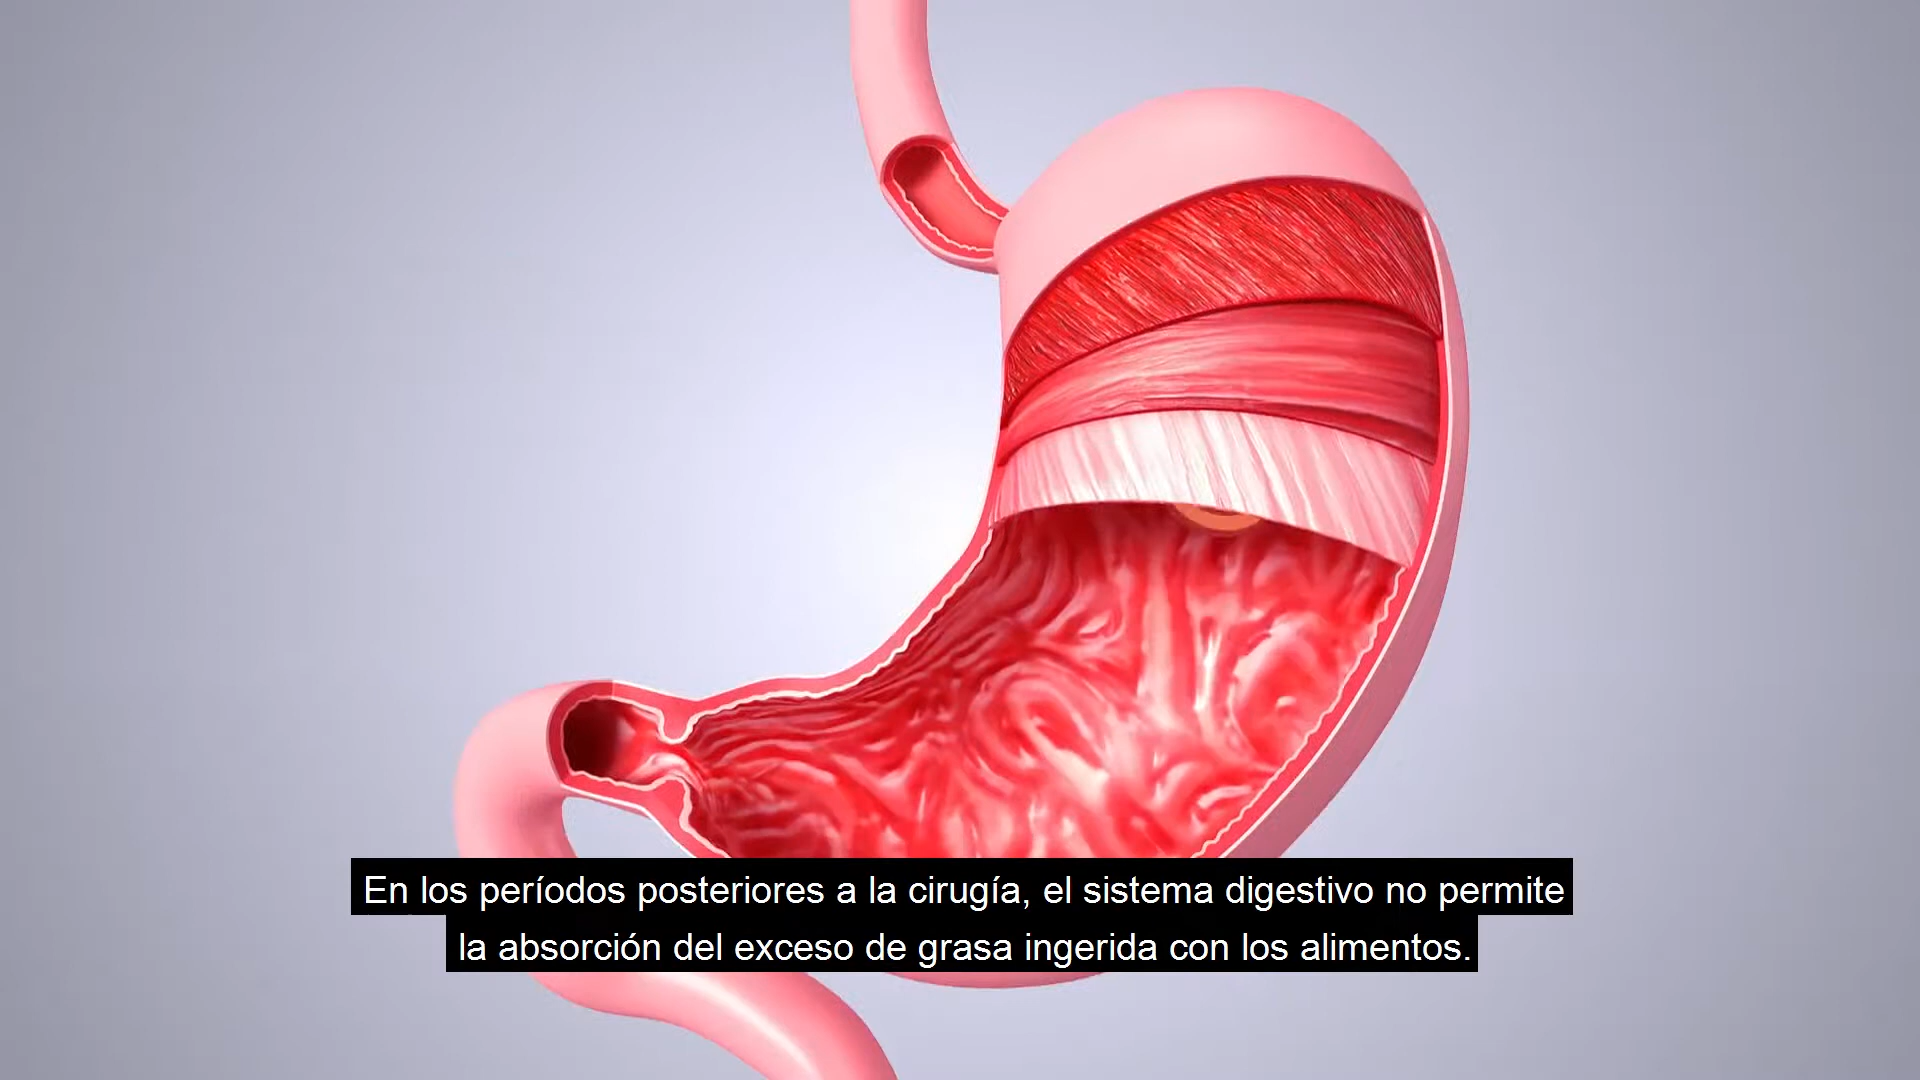 En los períodos posteriores a la cirugía, el sistema digestivo no permite
la absorción del exceso de grasa ingerida con los alimentos.